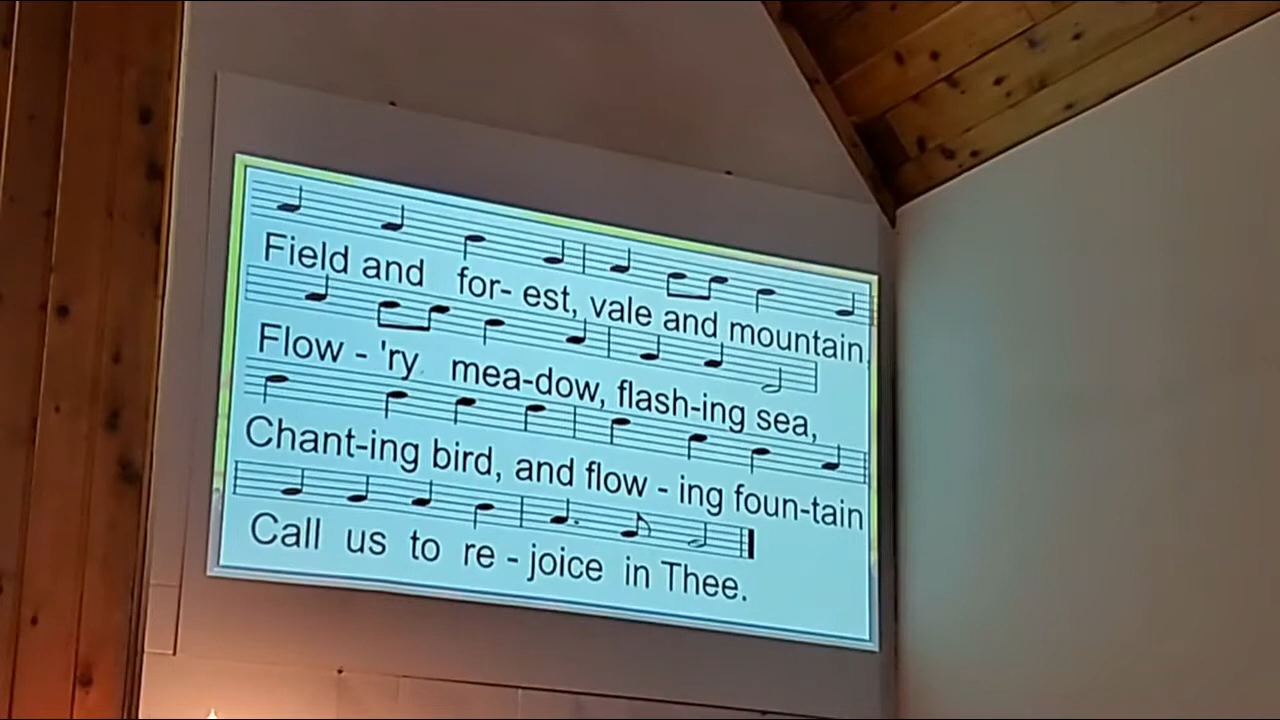 Field and for- est, vale and mountain,
Flow - 'ry mea-dow, flash-ing sea,
Chant-ing bird, and flow - ing foun-tain
Call us to re - joice in Thee.